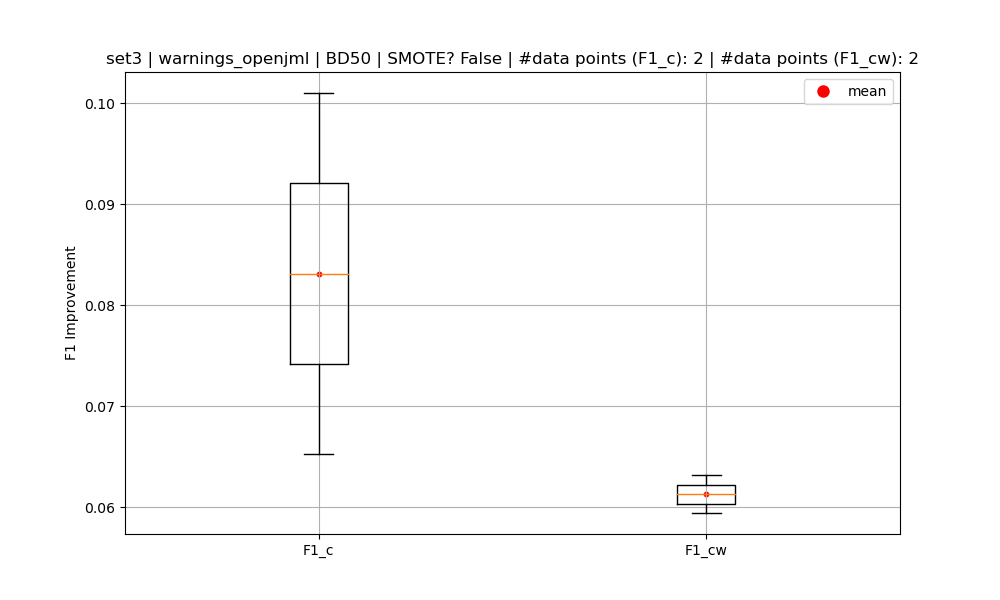 set3 | warnings_openjml | BD50 | SMOTE? False | #data points (F1_c): 2 | #data points (F1_cw): 2
mean
0.10
0.09
0.08
0.07
0.06
F1 Improvement
F1_c
F1_cw